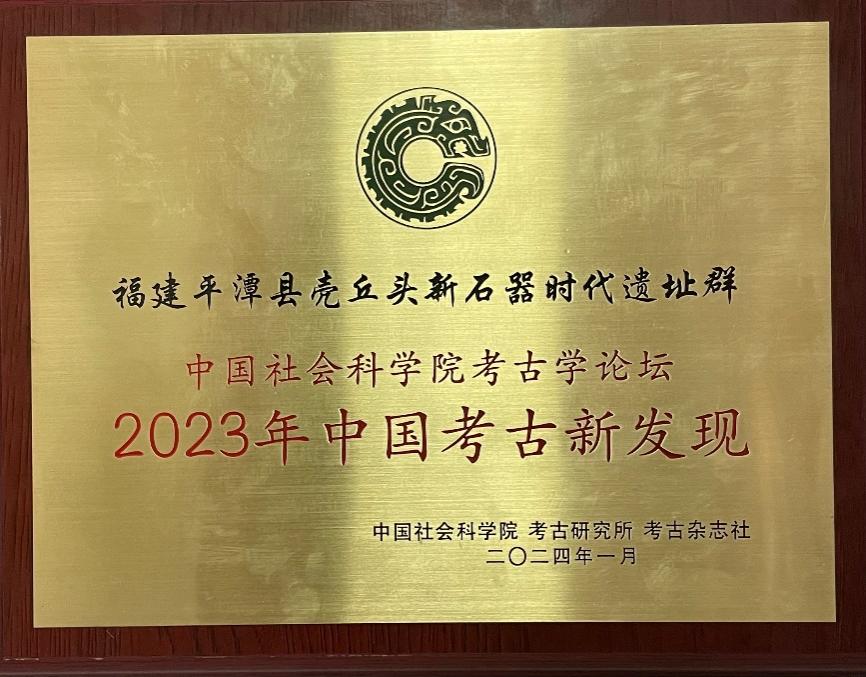 福建平潭县壳丘头新石器时代遗址群
中国社会科学院考古学论坛
2023年中国考古新发现
中国社会科学院 考古研究所 考古杂志社
二〇二四年一月